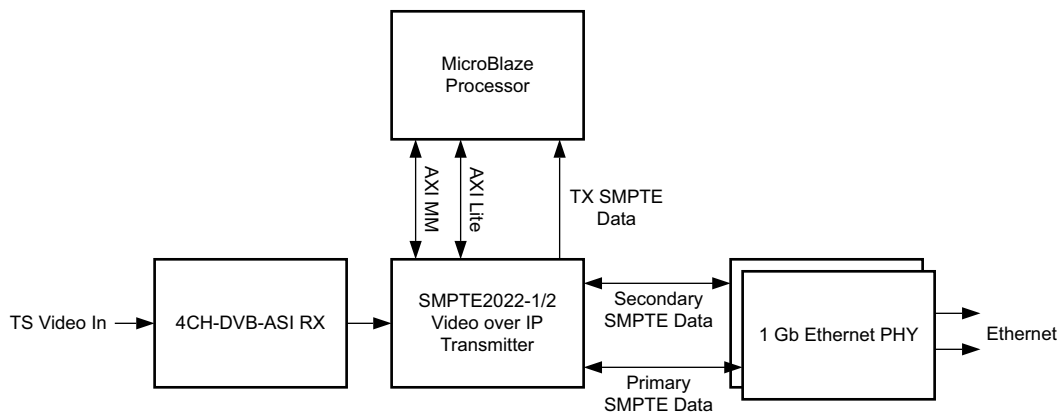 MicroBlaze
Processor
AXI MM
AXI Lite
TX SMPTE
Data
TS Video In
4CH-DVB-ASI RX
SMPTE2022-1/2
Video over IP
Transmitter
Secondary
SMPTE Data
Primary
SMPTE Data
1 Gb Ethernet PHY
Ethernet